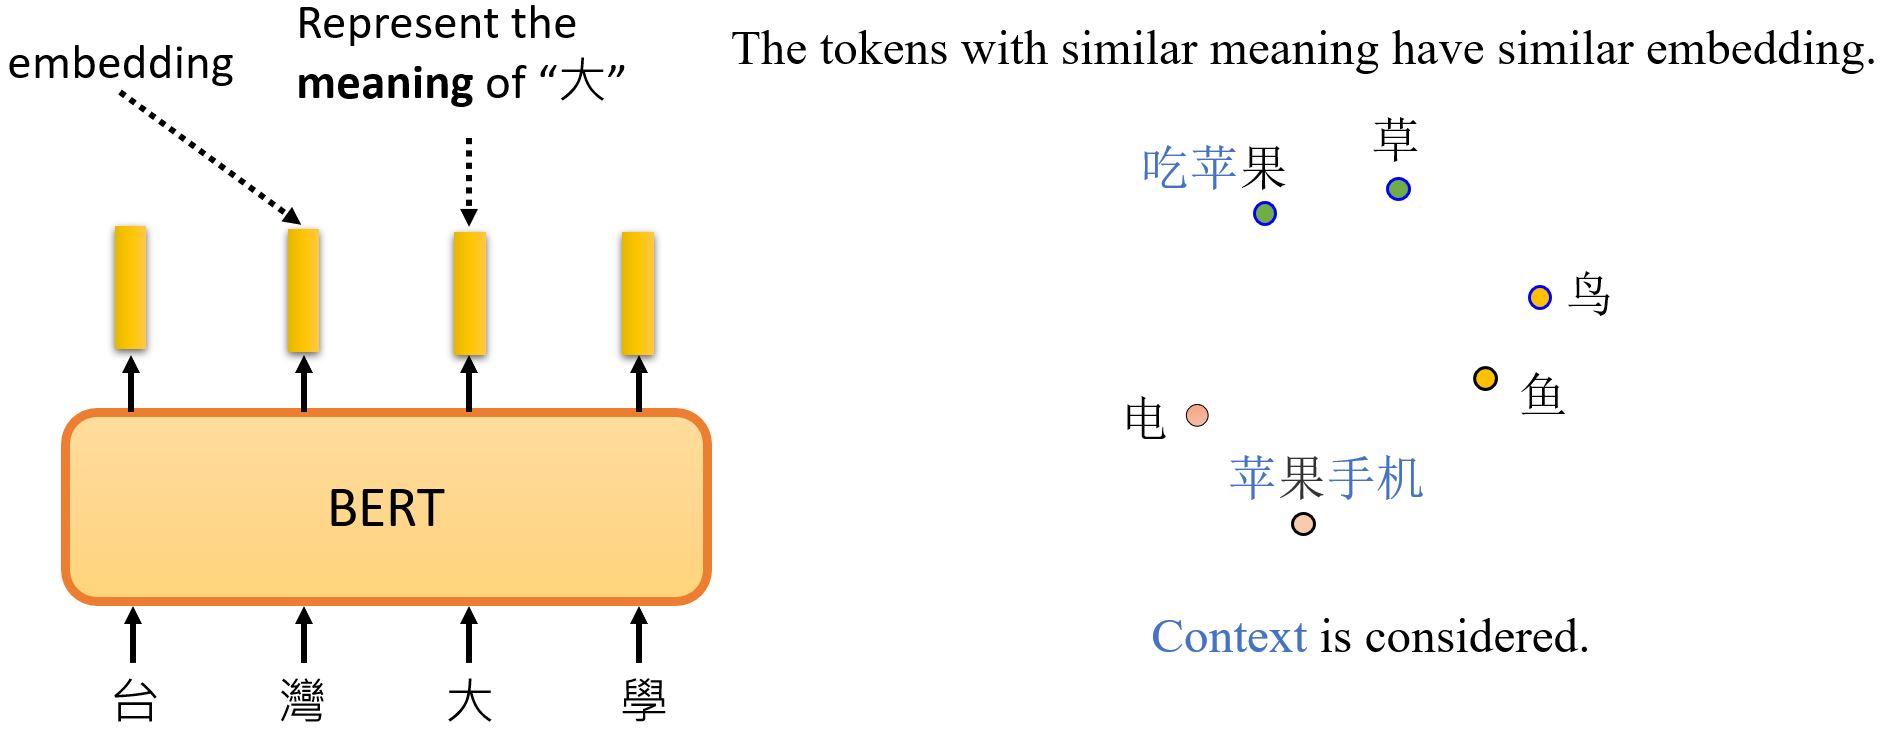 embedding
Represent the
meaning of “大”
BERT
台 灣 大 學
The tokens with similar meaning have similar embedding.
吃苹果
草
鸟
鱼
电
苹果手机
Context is considered.